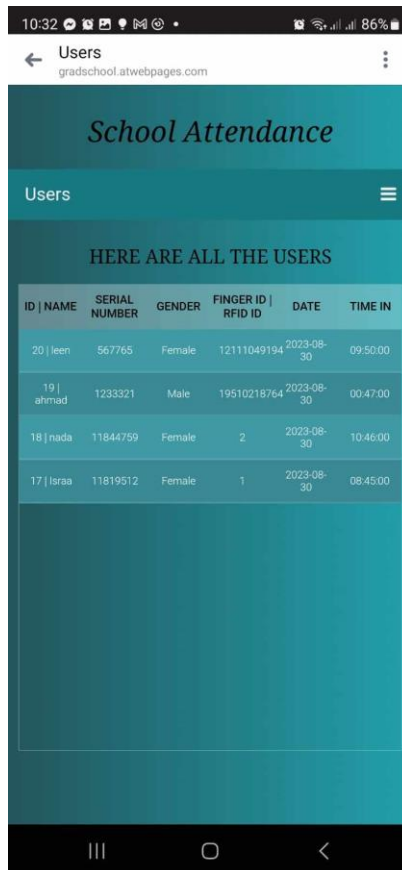 10:32 86%
Users
gradschool.atwebpages.com
School Attendance
Users
HERE ARE ALL THE USERS
ID | NAME SERIAL NUMBER GENDER FINGER ID | RFID ID DATE TIME IN
20 | leen 567765 Female 12111049194 2023-08-30 09:50:00
19 | ahmad 1233321 Male 19510218764 2023-08-30 00:47:00
18 | nada 11844759 Female 2 2023-08-30 10:46:00
17 | Israa 11819512 Female 1 2023-08-30 08:45:00